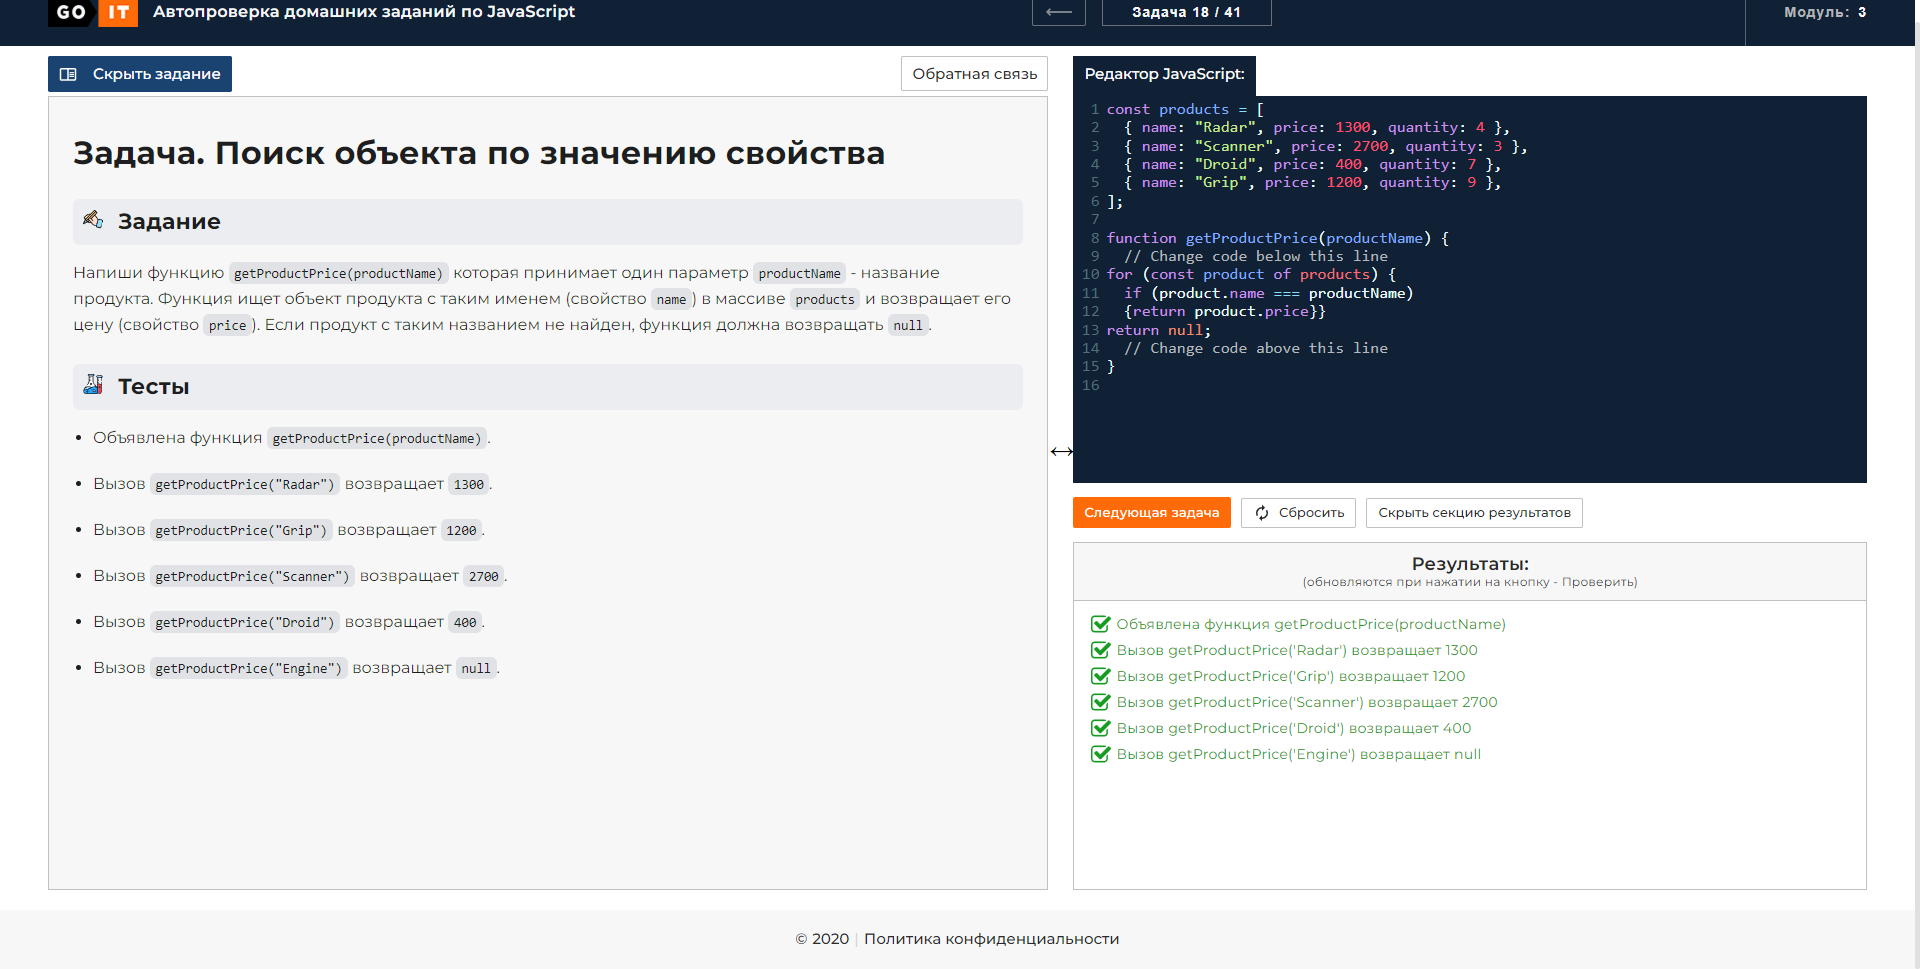 GO IT Автопроверка домашних заданий по JavaScript
Задача 18 / 41
Модуль: 3
Скрыть задание
Обратная связь
Задача. Поиск объекта по значению свойства
Задание
Напиши функцию getProductPrice(productName) которая принимает один параметр productName - название
продукта. Функция ищет объект продукта с таким именем (свойство name) в массиве products и возвращает его
цену (свойство price). Если продукт с таким названием не найден, функция должна возвращать null.
Тесты
Объявлена функция getProductPrice(productName).
Вызов getProductPrice("Radar") возвращает 1300.
Вызов getProductPrice("Grip") возвращает 1200.
Вызов getProductPrice("Scanner") возвращает 2700.
Вызов getProductPrice("Droid") возвращает 400.
Вызов getProductPrice("Engine") возвращает null.
Редактор JavaScript:
1 const products = [
2   { name: "Radar", price: 1300, quantity: 4 },
3   { name: "Scanner", price: 2700, quantity: 3 },
4   { name: "Droid", price: 400, quantity: 7 },
5   { name: "Grip", price: 1200, quantity: 9 },
6 ];
7
8 function getProductPrice(productName) {
9   // Change code below this line
10 for (const product of products) {
11   if (product.name === productName)
12   {return product.price}}
13 return null;
14   // Change code above this line
15 }
16
Следующая задача
Сбросить
Скрыть секцию результатов
Результаты:
(обновляются при нажатии на кнопку - Проверить)
Объявлена функция getProductPrice(productName)
Вызов getProductPrice('Radar') возвращает 1300
Вызов getProductPrice('Grip') возвращает 1200
Вызов getProductPrice('Scanner') возвращает 2700
Вызов getProductPrice('Droid') возвращает 400
Вызов getProductPrice('Engine') возвращает null
© 2020 | Политика конфиденциальности